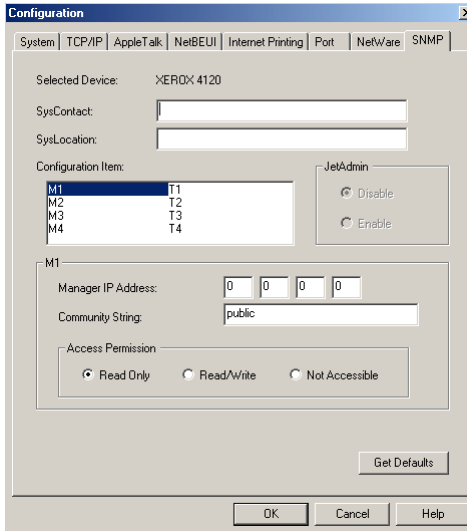 Configuration
System TCP/IP AppleTalk NetBEUI Internet Printing Port NetWare SNMP
Selected Device: XEROX 4120
SysContact:
SysLocation:
Configuration Item:
JetAdmin
M1 T1
M2 T2
M3 T3
M4 T4
Disable
Enable
M1
Manager IP Address: 0 0 0 0
Community String: public
Access Permission
Read Only Read/Write Not Accessible
Get Defaults
OK Cancel Help